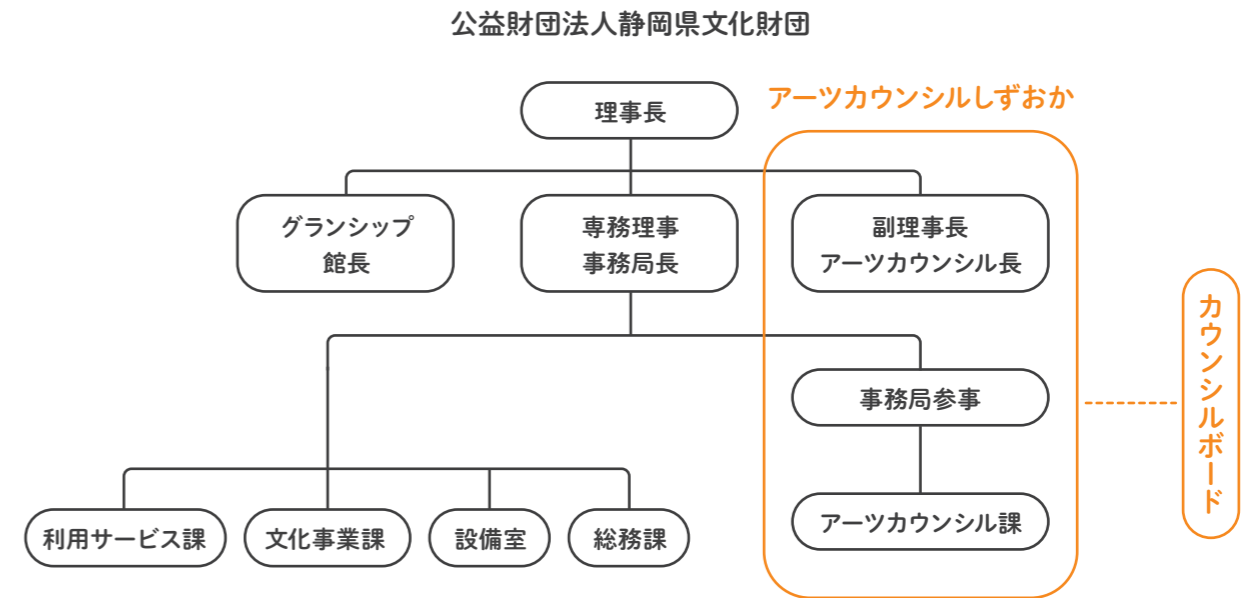 公益財団法人静岡県文化財団
理事長
アーツカウンシルしずおか
グランシップ
館長
専務理事
事務局長
副理事長
アーツカウンシル長
カウンシルボード
事務局参事
アーツカウンシル課
利用サービス課
文化事業課
設備室
総務課